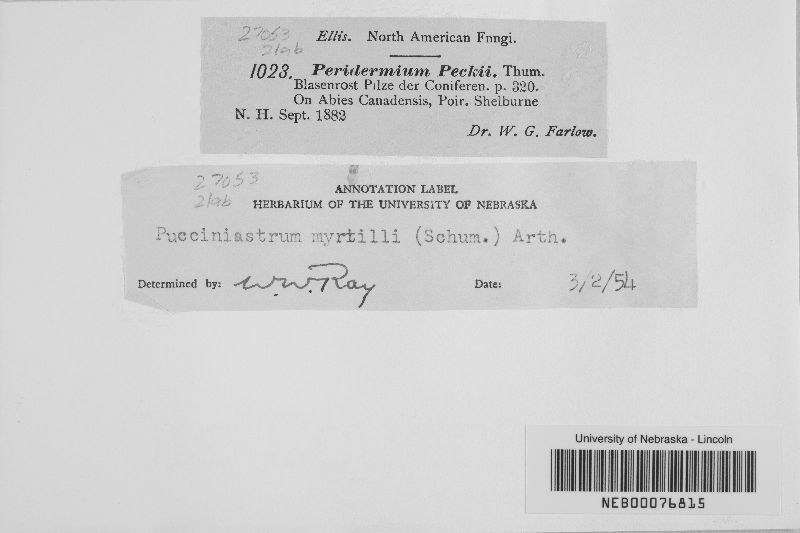 27053
Ellis. North American Fnngi.
2lab
1023. Peridermium Peckii. Thum.
Blasenrost Pilze der Coniferen. p. 320.
On Abies Canadensis, Poir. Shelburne
N. H. Sept. 1882
Dr. W. G. Farlow.
27053
2lab
ANNOTATION LABEL
HERBARIUM OF THE UNIVERSITY OF NEBRASKA
Pucciniastrum myrtilli (Schum.) Arth.
Determined by: W.W. Ray Date: 3/2/54
University of Nebraska - Lincoln
NEB00076815